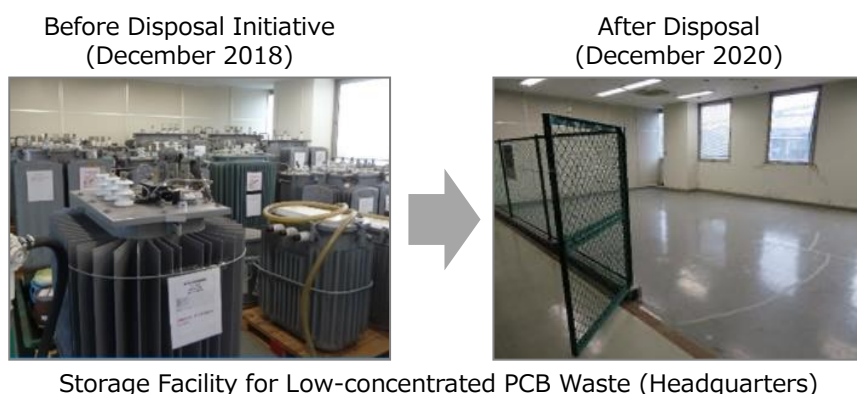 Before Disposal Initiative
(December 2018)
After Disposal
(December 2020)
Storage Facility for Low-concentrated PCB Waste (Headquarters)